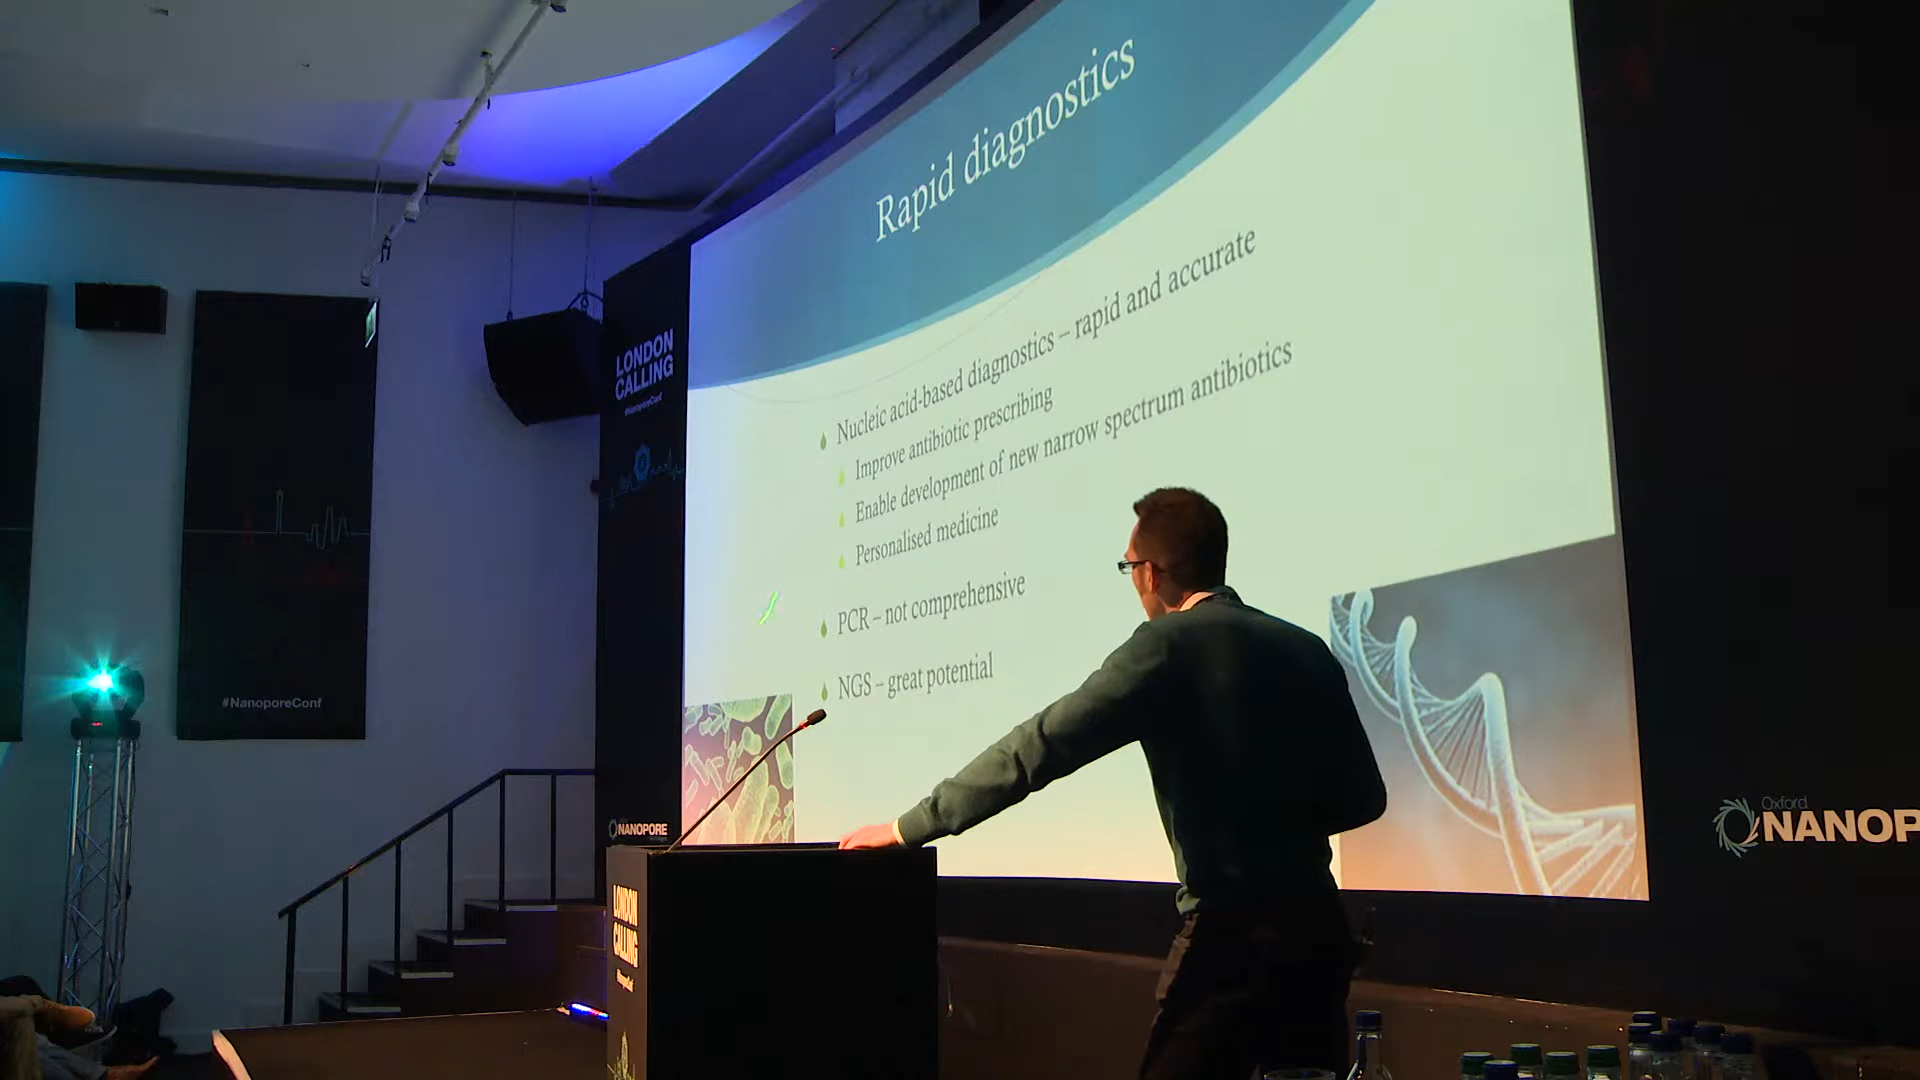 Rapid diagnostics
Nucleic acid-based diagnostics – rapid and accurate
Improve antibiotic prescribing
Enable development of new narrow spectrum antibiotics
Personalised medicine
PCR – not comprehensive
NGS – great potential
LONDON
CALLING
#NanoporeConf
#NanoporeConf
NANOPORE
LONDON
CALLING
Oxford
NANOP